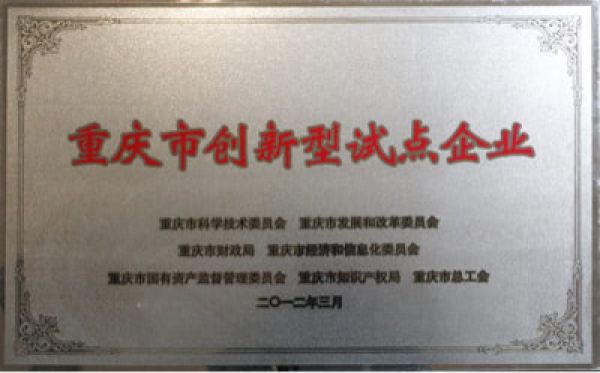 重庆市创新型试点企业
重庆市科学技术委员会 重庆市发展和改革委员会
重庆市财政局 重庆市经济和信息化委员会
重庆市国有资产监督管理委员会 重庆市知识产权局 重庆市总工会
二〇一二年三月